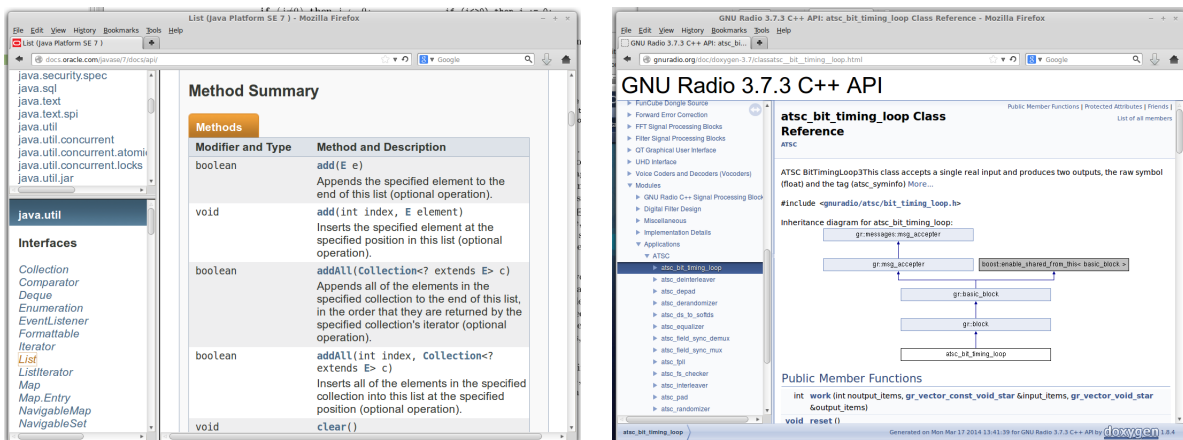 List (Java Platform SE 7 ) - Mozilla Firefox
File Edit View History Bookmarks Tools Help
List (Java Platform SE 7 )
docs.oracle.com/javase/7/docs/api/
Google
java.security.spec
java.sql
java.text
java.text.spi
java.util
java.util.concurrent
java.util.concurrent.atomi
java.util.concurrent.locks
java.util.jar
java.util
Interfaces
Collection
Comparator
Deque
Enumeration
EventListener
Formattable
Iterator
List
ListIterator
Map
Map.Entry
NavigableMap
NavigableSet
Method Summary
Methods
Modifier and Type Method and Description
boolean add(E e)
Appends the specified element to the
end of this list (optional operation).
void add(int index, E element)
Inserts the specified element at the
specified position in this list (optional
operation).
boolean addAll(Collection<? extends E> c)
Appends all of the elements in the
specified collection to the end of this list,
in the order that they are returned by the
specified collection's iterator (optional
operation).
boolean addAll(int index, Collection<?
extends E> c)
Inserts all of the elements in the specified
collection into this list at the specified
position (optional operation).
void clear()
GNU Radio 3.7.3 C++ API: atsc_bit_timing_loop Class Reference - Mozilla Firefox
File Edit View History Bookmarks Tools Help
GNU Radio 3.7.3 C++ API: atsc_bi...
gnuradio.org/doc/doxygen-3.7/classatsc__bit__timing__loop.html
Google
GNU Radio 3.7.3 C++ API
FunCube Dongle Source
Forward Error Correction
FFT Signal Processing Blocks
Filter Signal Processing Blocks
QT Graphical User Interface
UHD Interface
Voice Coders and Decoders (Vocoders)
Modules
GNU Radio C++ Signal Processing Block
Digital Filter Design
Miscellaneous
Implementation Details
Applications
ATSC
atsc_bit_timing_loop
atsc_deinterleaver
atsc_depad
atsc_derandomizer
atsc_ds_to_softds
atsc_equalizer
atsc_field_sync_demux
atsc_field_sync_mux
atsc_fpll
atsc_fs_checker
atsc_interleaver
atsc_pad
atsc_randomizer
Public Member Functions | Protected Attributes | Friends |
List of all members
atsc_bit_timing_loop Class
Reference
ATSC
ATSC BitTimingLoop3This class accepts a single real input and produces two outputs, the raw symbol
(float) and the tag (atsc_syminfo) More...
#include <gnuradio/atsc/bit_timing_loop.h>
Inheritance diagram for atsc_bit_timing_loop:
gr::messages::msg_accepter
gr::msg_accepter boost::enable_shared_from_this< basic_block >
gr::basic_block
gr::block
atsc_bit_timing_loop
Public Member Functions
int work (int noutput_items, gr_vector_const_void_star &input_items, gr_vector_void_star
&output_items)
void reset ()
atsc_bit_timing_loop
Generated on Mon Mar 17 2014 13:41:39 for GNU Radio 3.7.3 C++ API by doxygen 1.8.4